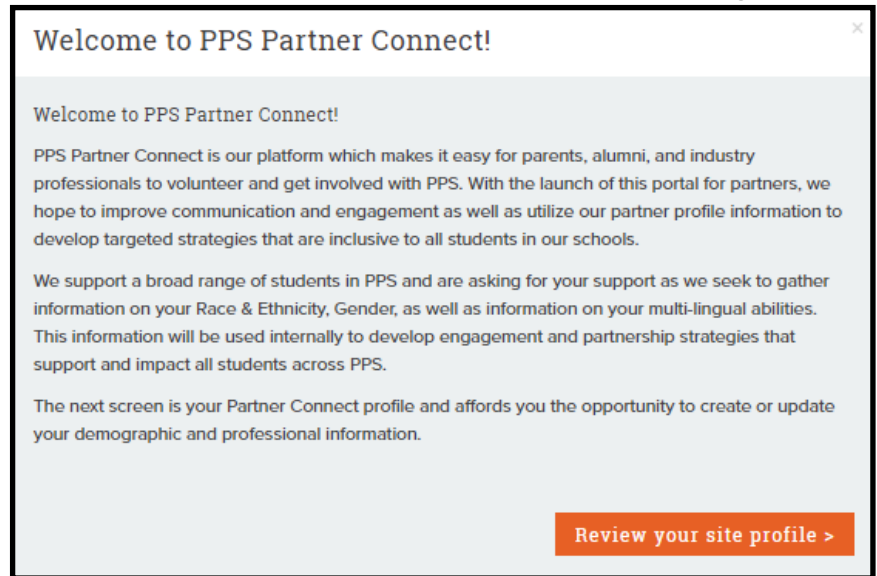 Welcome to PPS Partner Connect!
×
Welcome to PPS Partner Connect!
PPS Partner Connect is our platform which makes it easy for parents, alumni, and industry
professionals to volunteer and get involved with PPS. With the launch of this portal for partners, we
hope to improve communication and engagement as well as utilize our partner profile information to
develop targeted strategies that are inclusive to all students in our schools.
We support a broad range of students in PPS and are asking for your support as we seek to gather
information on your Race & Ethnicity, Gender, as well as information on your multi-lingual abilities.
This information will be used internally to develop engagement and partnership strategies that
support and impact all students across PPS.
The next screen is your Partner Connect profile and affords you the opportunity to create or update
your demographic and professional information.
Review your site profile >